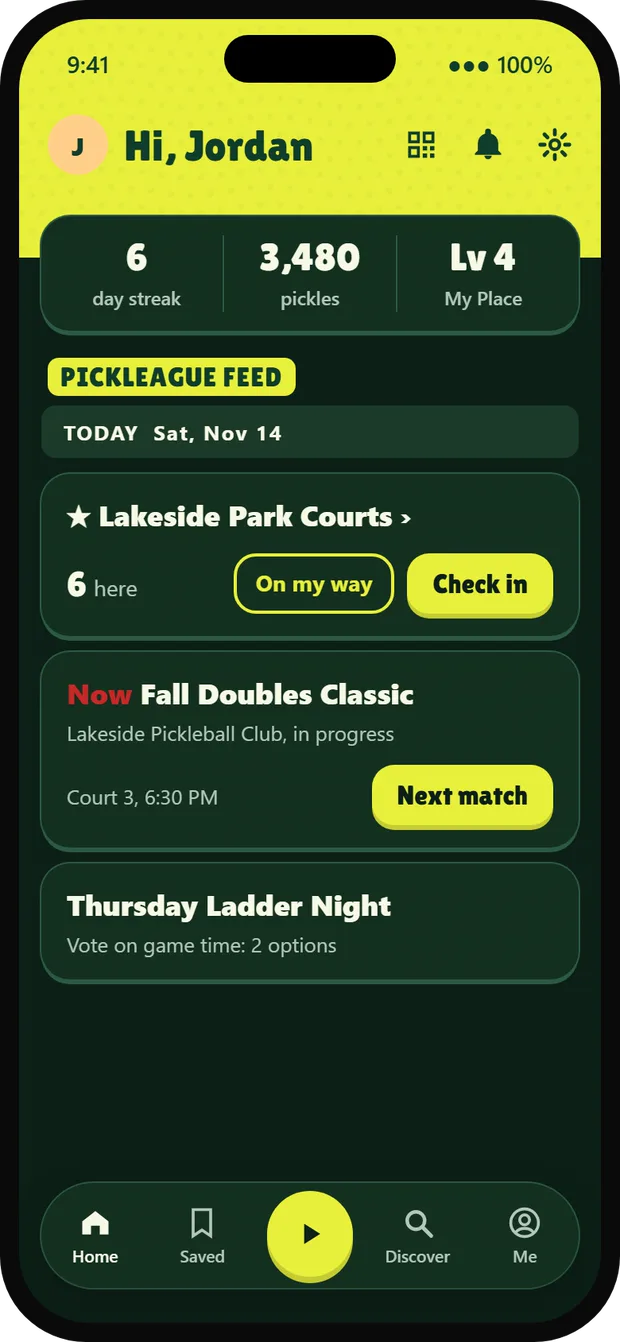 9:41
100%
J
Hi, Jordan
6
day streak
3,480
pickles
Lv 4
My Place
PICKLEAGUE FEED
TODAY Sat, Nov 14
★ Lakeside Park Courts ›
6 here
On my way
Check in
Now Fall Doubles Classic
Lakeside Pickleball Club, in progress
Court 3, 6:30 PM
Next match
Thursday Ladder Night
Vote on game time: 2 options
Home
Saved
Discover
Me